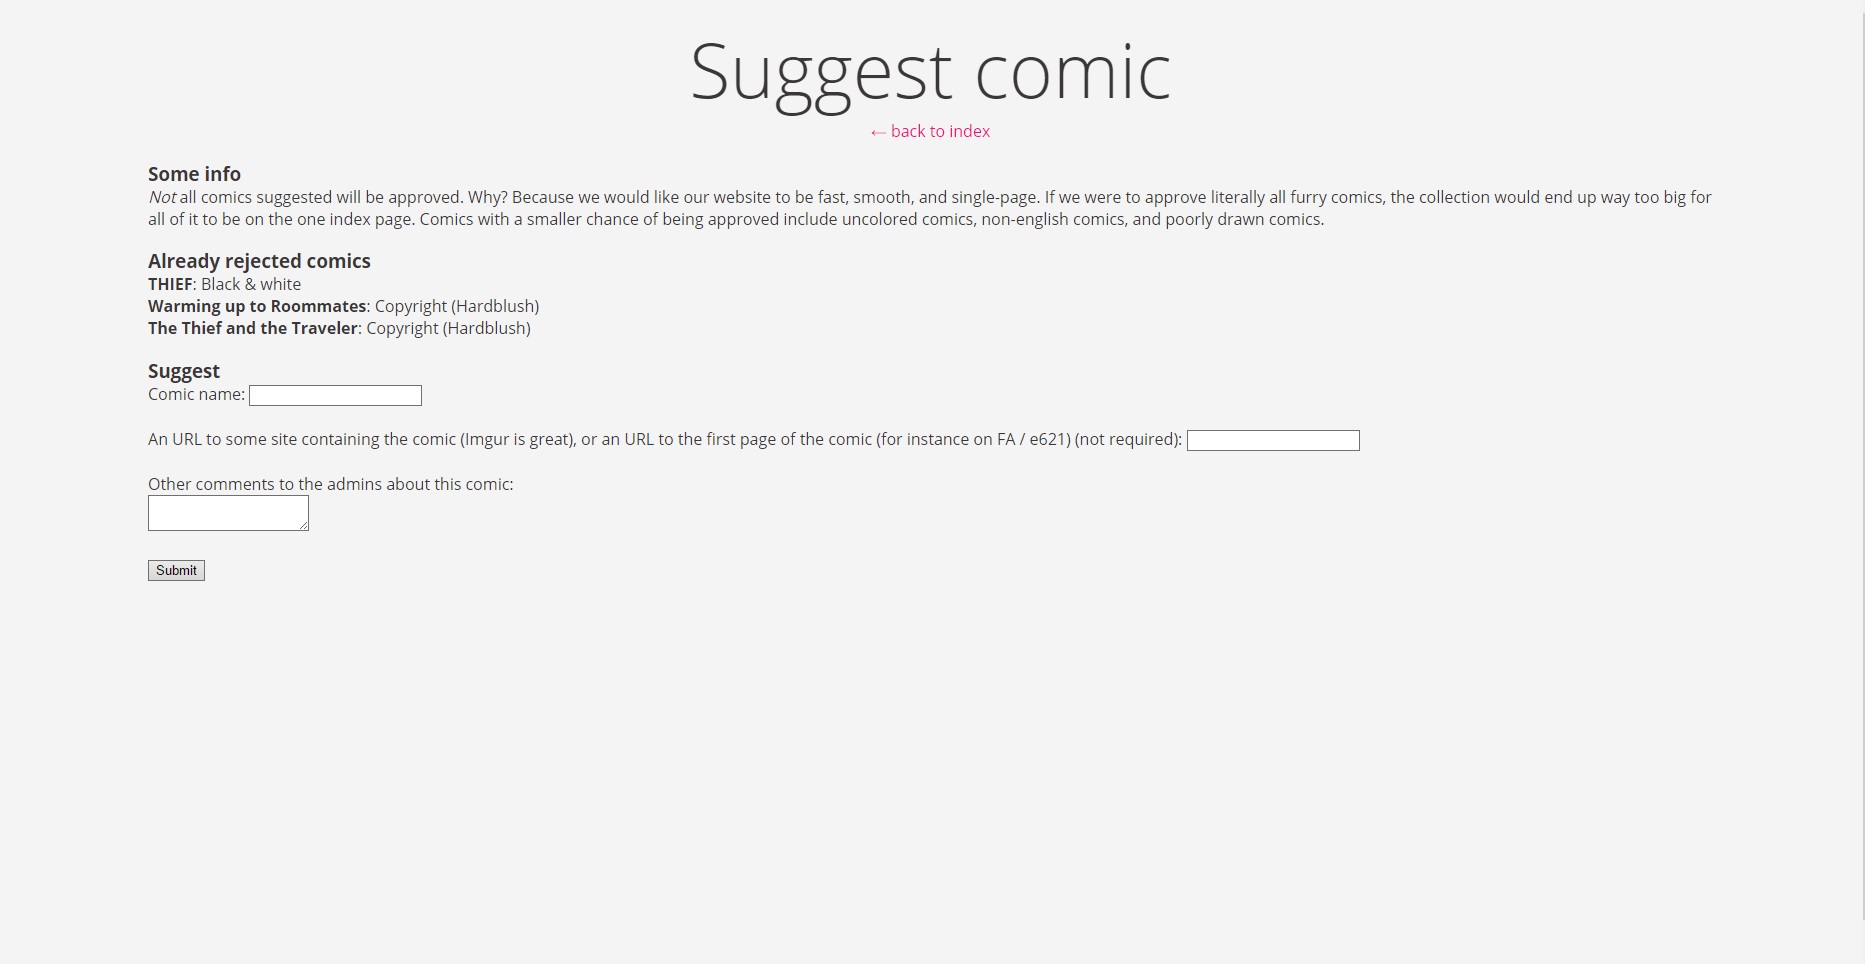 Suggest comic
← back to index
Some info
Not all comics suggested will be approved. Why? Because we would like our website to be fast, smooth, and single-page. If we were to approve literally all furry comics, the collection would end up way too big for
all of it to be on the one index page. Comics with a smaller chance of being approved include uncolored comics, non-english comics, and poorly drawn comics.
Already rejected comics
THIEF: Black & white
Warming up to Roommates: Copyright (Hardblush)
The Thief and the Traveler: Copyright (Hardblush)
Suggest
Comic name:
An URL to some site containing the comic (Imgur is great), or an URL to the first page of the comic (for instance on FA / e621) (not required):
Other comments to the admins about this comic:
Submit